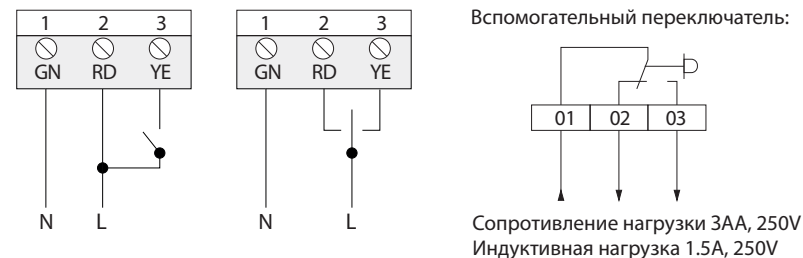 1 2 3
GN RD YE
N L
1 2 3
GN RD YE
N L
Вспомогательный переключатель:
01 02 03
Сопротивление нагрузки 3AA, 250V
Индуктивная нагрузка 1.5A, 250V